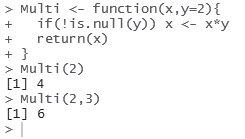 > Multi <- function(x,y=2){
+   if(!is.null(y)) x <- x*y
+   return(x)
+ }
> Multi(2)
[1] 4
> Multi(2,3)
[1] 6
>